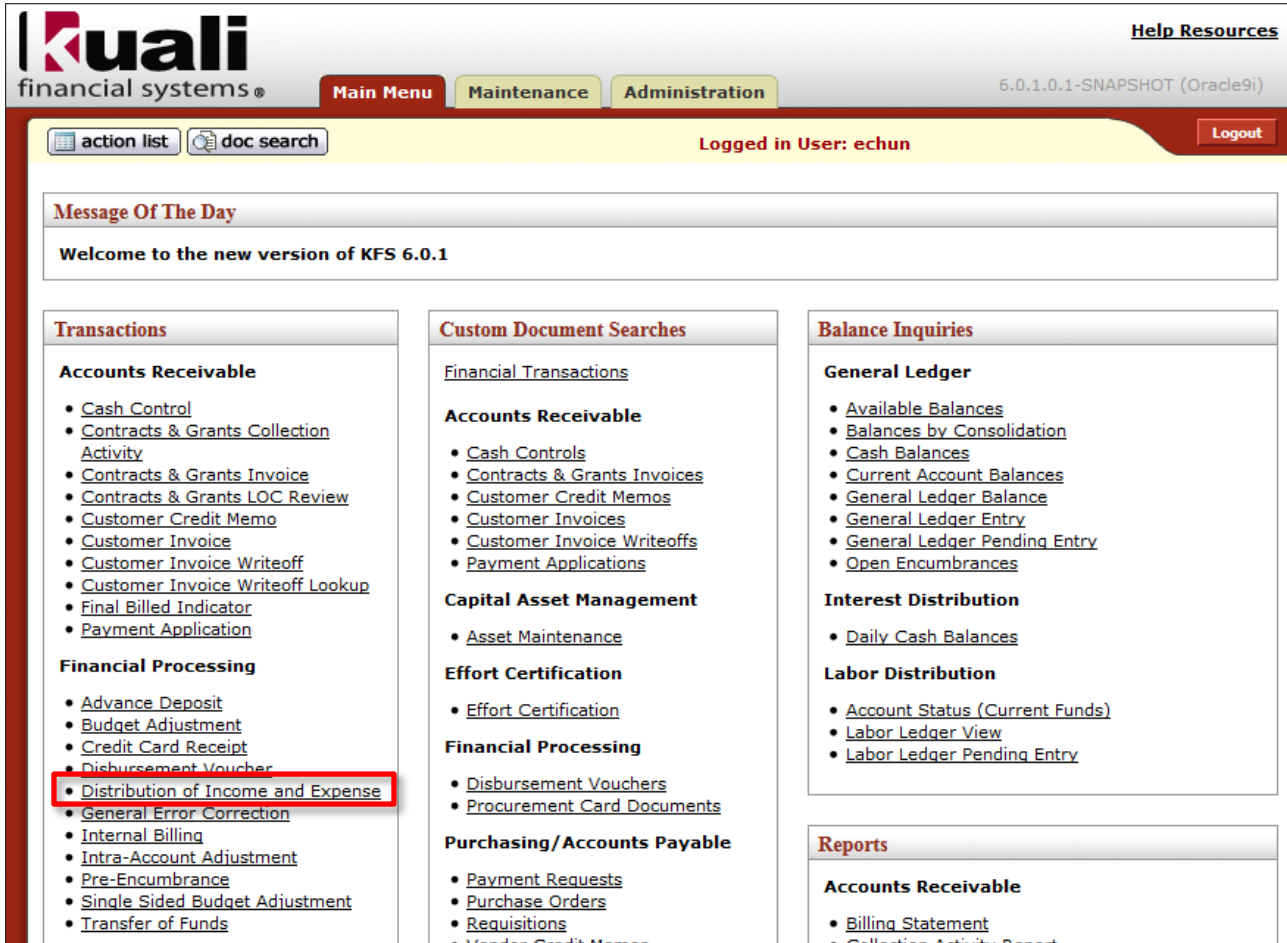 kuali
financial systems®
Help Resources
Main Menu
Maintenance
Administration
6.0.1.0.1-SNAPSHOT (Oracle9i)
action list
doc search
Logged in User: echun
Logout
Message Of The Day
Welcome to the new version of KFS 6.0.1
Transactions
Accounts Receivable
• Cash Control
• Contracts & Grants Collection
Activity
• Contracts & Grants Invoice
• Contracts & Grants LOC Review
• Customer Credit Memo
• Customer Invoice
• Customer Invoice Writeoff
• Customer Invoice Writeoff Lookup
• Final Billed Indicator
• Payment Application
Financial Processing
• Advance Deposit
• Budget Adjustment
• Credit Card Receipt
• Disbursement Voucher
• Distribution of Income and Expense
• General Error Correction
• Internal Billing
• Intra-Account Adjustment
• Pre-Encumbrance
• Single Sided Budget Adjustment
• Transfer of Funds
Custom Document Searches
Financial Transactions
Accounts Receivable
• Cash Controls
• Contracts & Grants Invoices
• Customer Credit Memos
• Customer Invoices
• Customer Invoice Writeoffs
• Payment Applications
Capital Asset Management
• Asset Maintenance
Effort Certification
• Effort Certification
Financial Processing
• Disbursement Vouchers
• Procurement Card Documents
Purchasing/Accounts Payable
• Payment Requests
• Purchase Orders
• Requisitions
• Vendor Credit Memos
Balance Inquiries
General Ledger
• Available Balances
• Balances by Consolidation
• Cash Balances
• Current Account Balances
• General Ledger Balance
• General Ledger Entry
• General Ledger Pending Entry
• Open Encumbrances
Interest Distribution
• Daily Cash Balances
Labor Distribution
• Account Status (Current Funds)
• Labor Ledger View
• Labor Ledger Pending Entry
Reports
Accounts Receivable
• Billing Statement
• Collection Activity Report